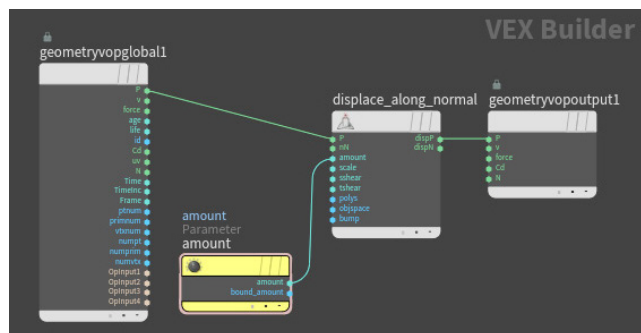 VEX Builder
geometryvopglobal1
P
v
force
age
life
id
Cd
uv
N
Time
TimeInc
Frame
ptnum
primnum
vtxnum
numpt
numprim
numvtx
OpInput1
OpInput2
OpInput3
OpInput4
amount
Parameter
amount
amount
bound_amount
displace_along_normal
P dispP
nN dispN
amount
scale
sshear
tshear
polys
objspace
bump
geometryvopoutput1
P
v
force
Cd
N